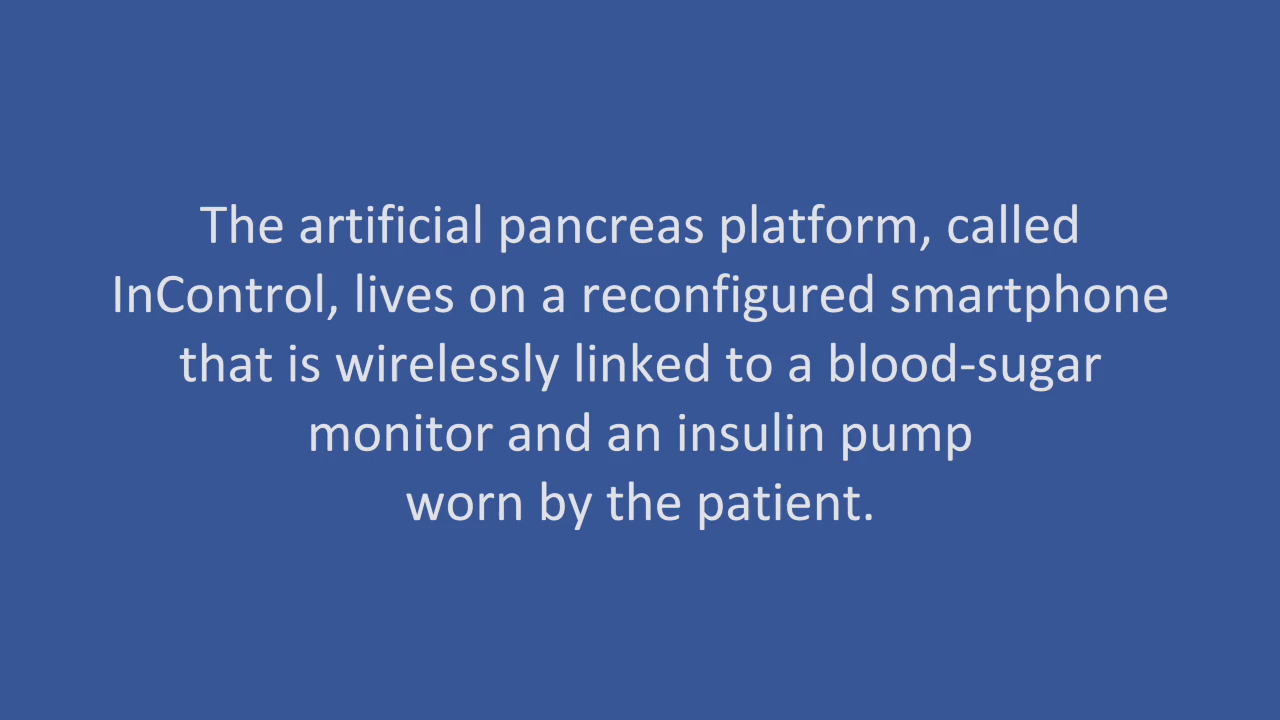 The artificial pancreas platform, called
InControl, lives on a reconfigured smartphone
that is wirelessly linked to a blood-sugar
monitor and an insulin pump
worn by the patient.